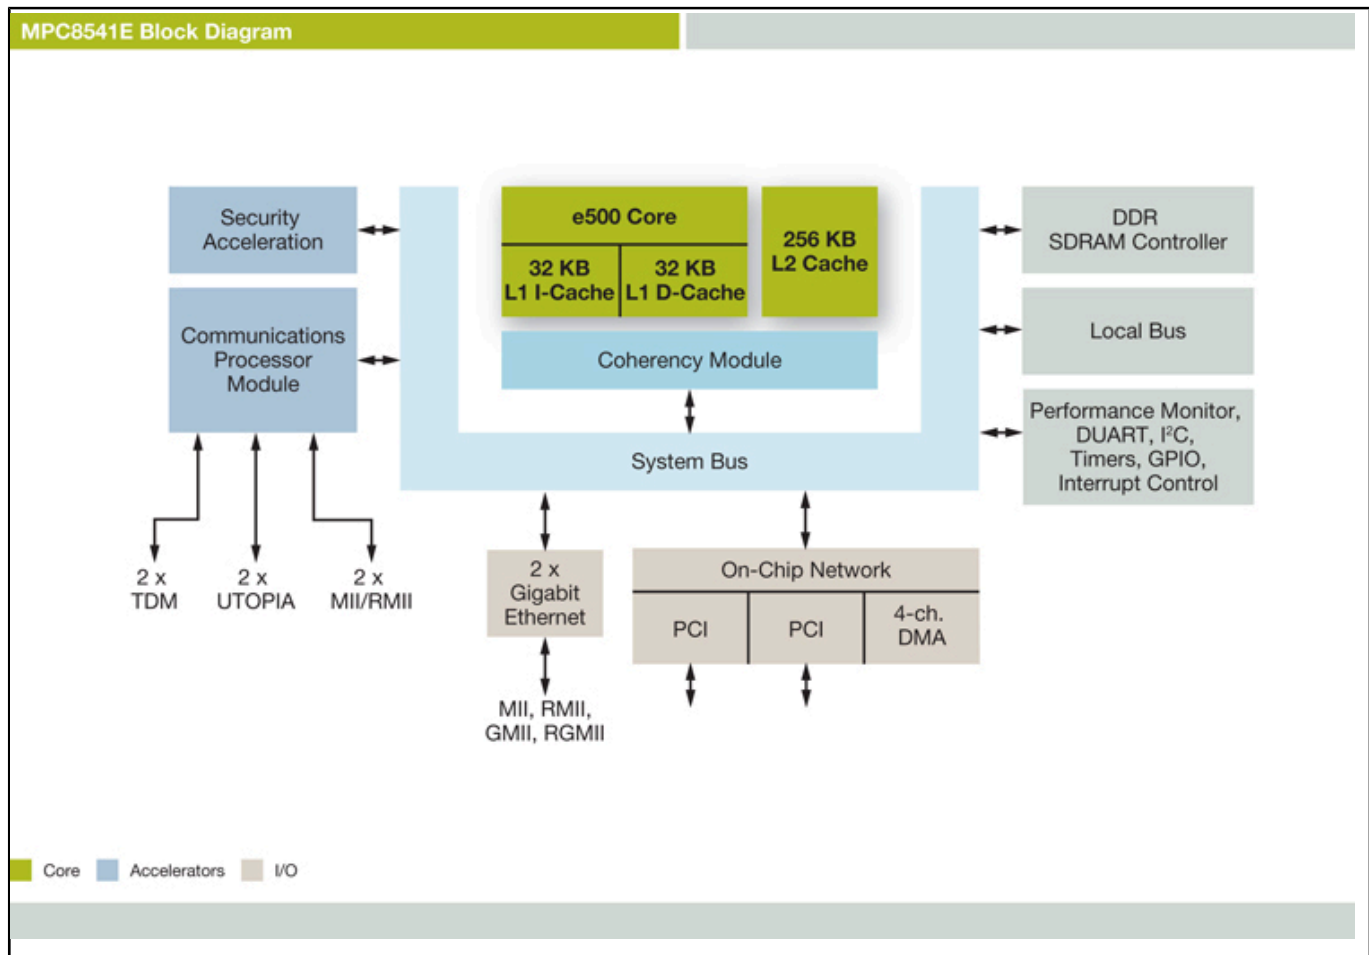 MPC8541E Block Diagram
Security
Acceleration
Communications
Processor
Module
2 x
TDM
2 x
UTOPIA
2 x
MII/RMII
e500 Core
32 KB
L1 I-Cache
32 KB
L1 D-Cache
256 KB
L2 Cache
Coherency Module
System Bus
DDR
SDRAM Controller
Local Bus
Performance Monitor,
DUART, I²C,
Timers, GPIO,
Interrupt Control
2 x
Gigabit
Ethernet
MII, RMII,
GMII, RGMII
On-Chip Network
PCI
PCI
4-ch.
DMA
Core
Accelerators
I/O